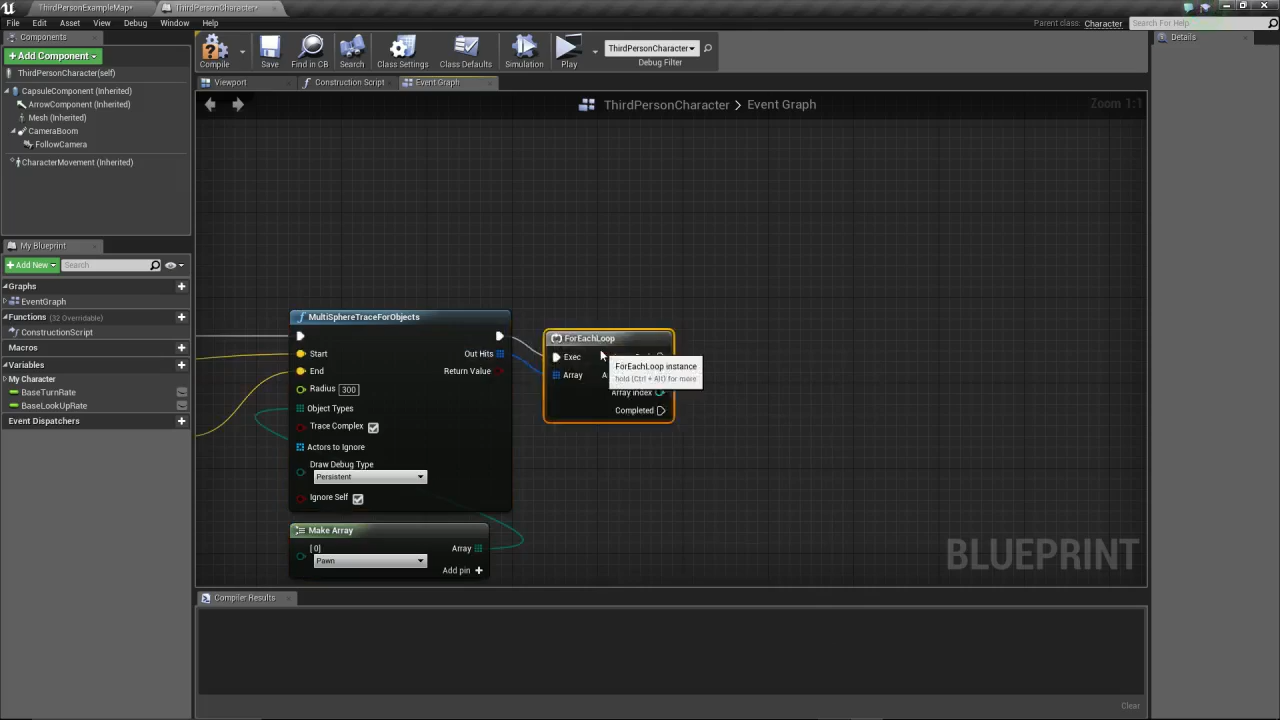 ThirdPersonExampleMap*
ThirdPersonCharacter*
File Edit Asset View Debug Window Help
Parent class: Character
Search For Help
Components
Details
+Add Component
ThirdPersonCharacter(self)
CapsuleComponent (Inherited)
ArrowComponent (Inherited)
Mesh (Inherited)
CameraBoom
FollowCamera
CharacterMovement (Inherited)
Compile
Save
Find in CB
Search
Class Settings
Class Defaults
Simulation
Play
ThirdPersonCharacter
Debug Filter
Viewport
Construction Script
Event Graph
ThirdPersonCharacter > Event Graph
Zoom 1:1
My Blueprint
+Add New
Search
Graphs
EventGraph
Functions (32 Overridable)
ConstructionScript
Macros
Variables
My Character
BaseTurnRate
BaseLookUpRate
Event Dispatchers
MultiSphereTraceForObjects
Start
Out Hits
End
Return Value
Radius 300
Object Types
Trace Complex
Actors to Ignore
Draw Debug Type
Persistent
Ignore Self
Make Array
[0]
Pawn
Array
Add pin +
ForEachLoop
Exec
Array
Array Index
Completed
ForEachLoop instance
hold (Ctrl + Alt) for more
BLUEPRINT
Compiler Results
Clear